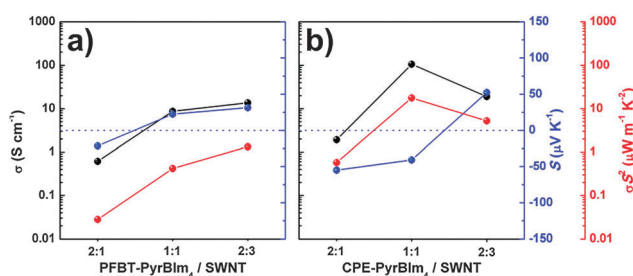 a)
b)
1000
100
10
1
0.1
0.01
σ (S cm⁻¹)
2:1 1:1 2:3
PFBT-PyrBIm₄ / SWNT
2:1 1:1 2:3
CPE-PyrBIm₄ / SWNT
150
100
50
0
-50
-100
-150
S (μV K⁻¹)
1000
100
10
1
0.1
0.01
σS² (μW m⁻¹ K⁻²)